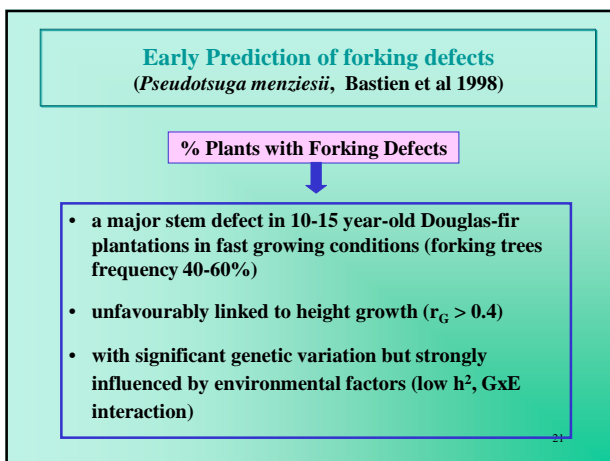 Early Prediction of forking defects
(Pseudotsuga menziesii, Bastien et al 1998)
% Plants with Forking Defects
• a major stem defect in 10-15 year-old Douglas-fir
plantations in fast growing conditions (forking trees
frequency 40-60%)
• unfavourably linked to height growth (rG > 0.4)
• with significant genetic variation but strongly
influenced by environmental factors (low h², GxE
interaction)
21